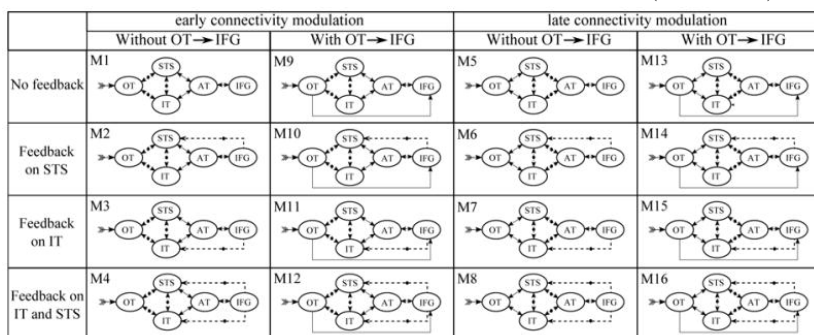 early connectivity modulation late connectivity modulation
Without OT→IFG With OT→IFG Without OT→IFG With OT→IFG
No feedback
M1 OT STS IT AT IFG
M9 OT STS IT AT IFG
M5 OT STS IT AT IFG
M13 OT STS IT AT IFG
Feedback
on STS
M2 OT STS IT AT IFG
M10 OT STS IT AT IFG
M6 OT STS IT AT IFG
M14 OT STS IT AT IFG
Feedback
on IT
M3 OT STS IT AT IFG
M11 OT STS IT AT IFG
M7 OT STS IT AT IFG
M15 OT STS IT AT IFG
Feedback on
IT and STS
M4 OT STS IT AT IFG
M12 OT STS IT AT IFG
M8 OT STS IT AT IFG
M16 OT STS IT AT IFG